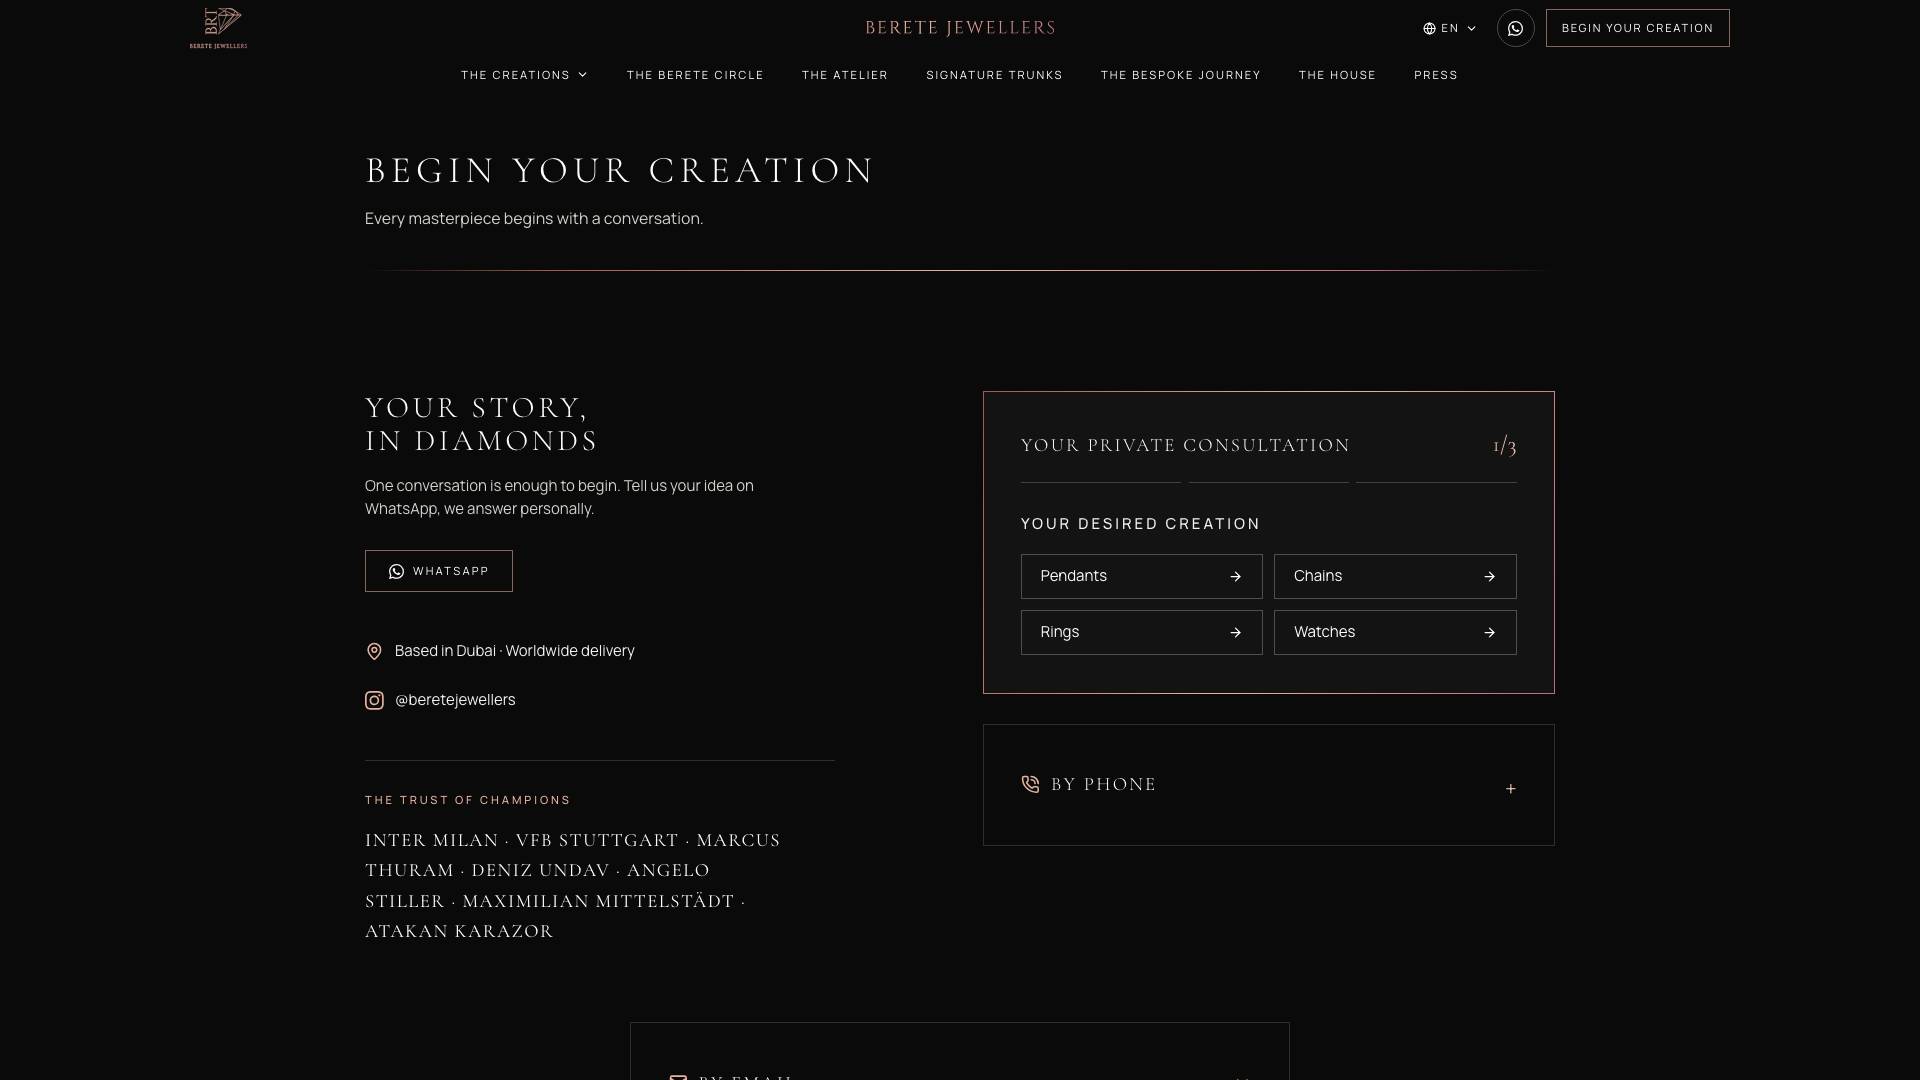 BRT
BERETE JEWELLERS
BERETE JEWELLERS
EN
BEGIN YOUR CREATION
THE CREATIONS
THE BERETE CIRCLE
THE ATELIER
SIGNATURE TRUNKS
THE BESPOKE JOURNEY
THE HOUSE
PRESS
BEGIN YOUR CREATION
Every masterpiece begins with a conversation.
YOUR STORY,
IN DIAMONDS
One conversation is enough to begin. Tell us your idea on
WhatsApp, we answer personally.
WHATSAPP
Based in Dubai · Worldwide delivery
@beretejewellers
THE TRUST OF CHAMPIONS
INTER MILAN · VFB STUTTGART · MARCUS
THURAM · DENIZ UNDAV · ANGELO
STILLER · MAXIMILIAN MITTELSTÄDT ·
ATAKAN KARAZOR
YOUR PRIVATE CONSULTATION
1/3
YOUR DESIRED CREATION
Pendants
Chains
Rings
Watches
BY PHONE
+
BY EMAIL